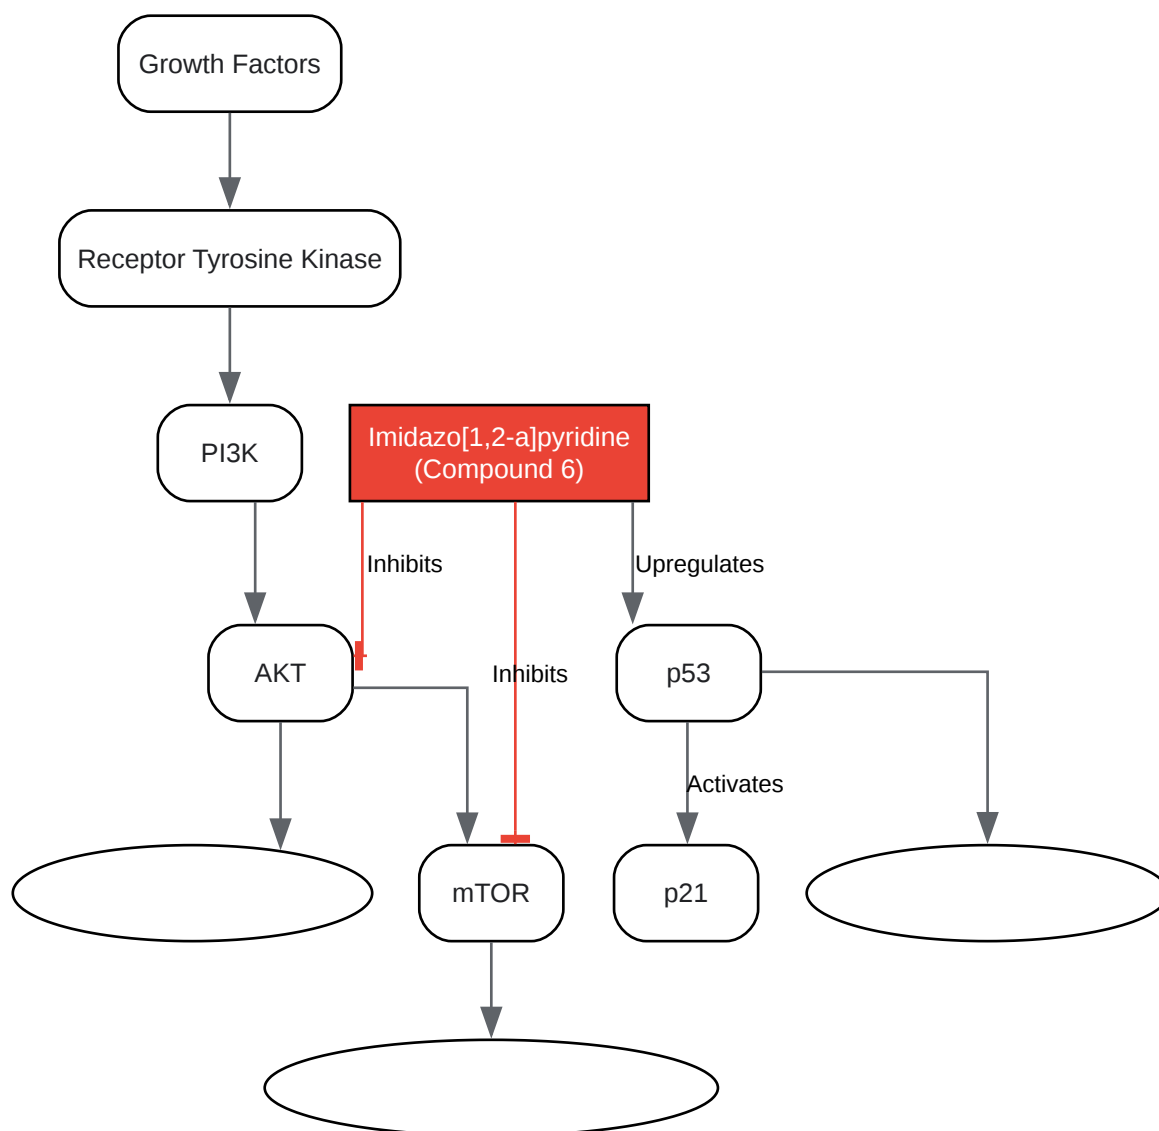 Growth Factors
Receptor Tyrosine Kinase
PI3K
Imidazo[1,2-a]pyridine
(Compound 6)
Inhibits
Upregulates
AKT
Inhibits
p53
Activates
mTOR
p21